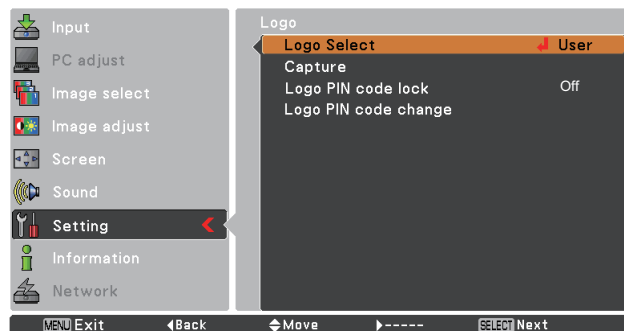 Input
PC adjust
Image select
Image adjust
Screen
Sound
Setting
Information
Network
Logo
Logo Select User
Capture
Logo PIN code lock Off
Logo PIN code change
MENU Exit Back Move ----- SELECT Next